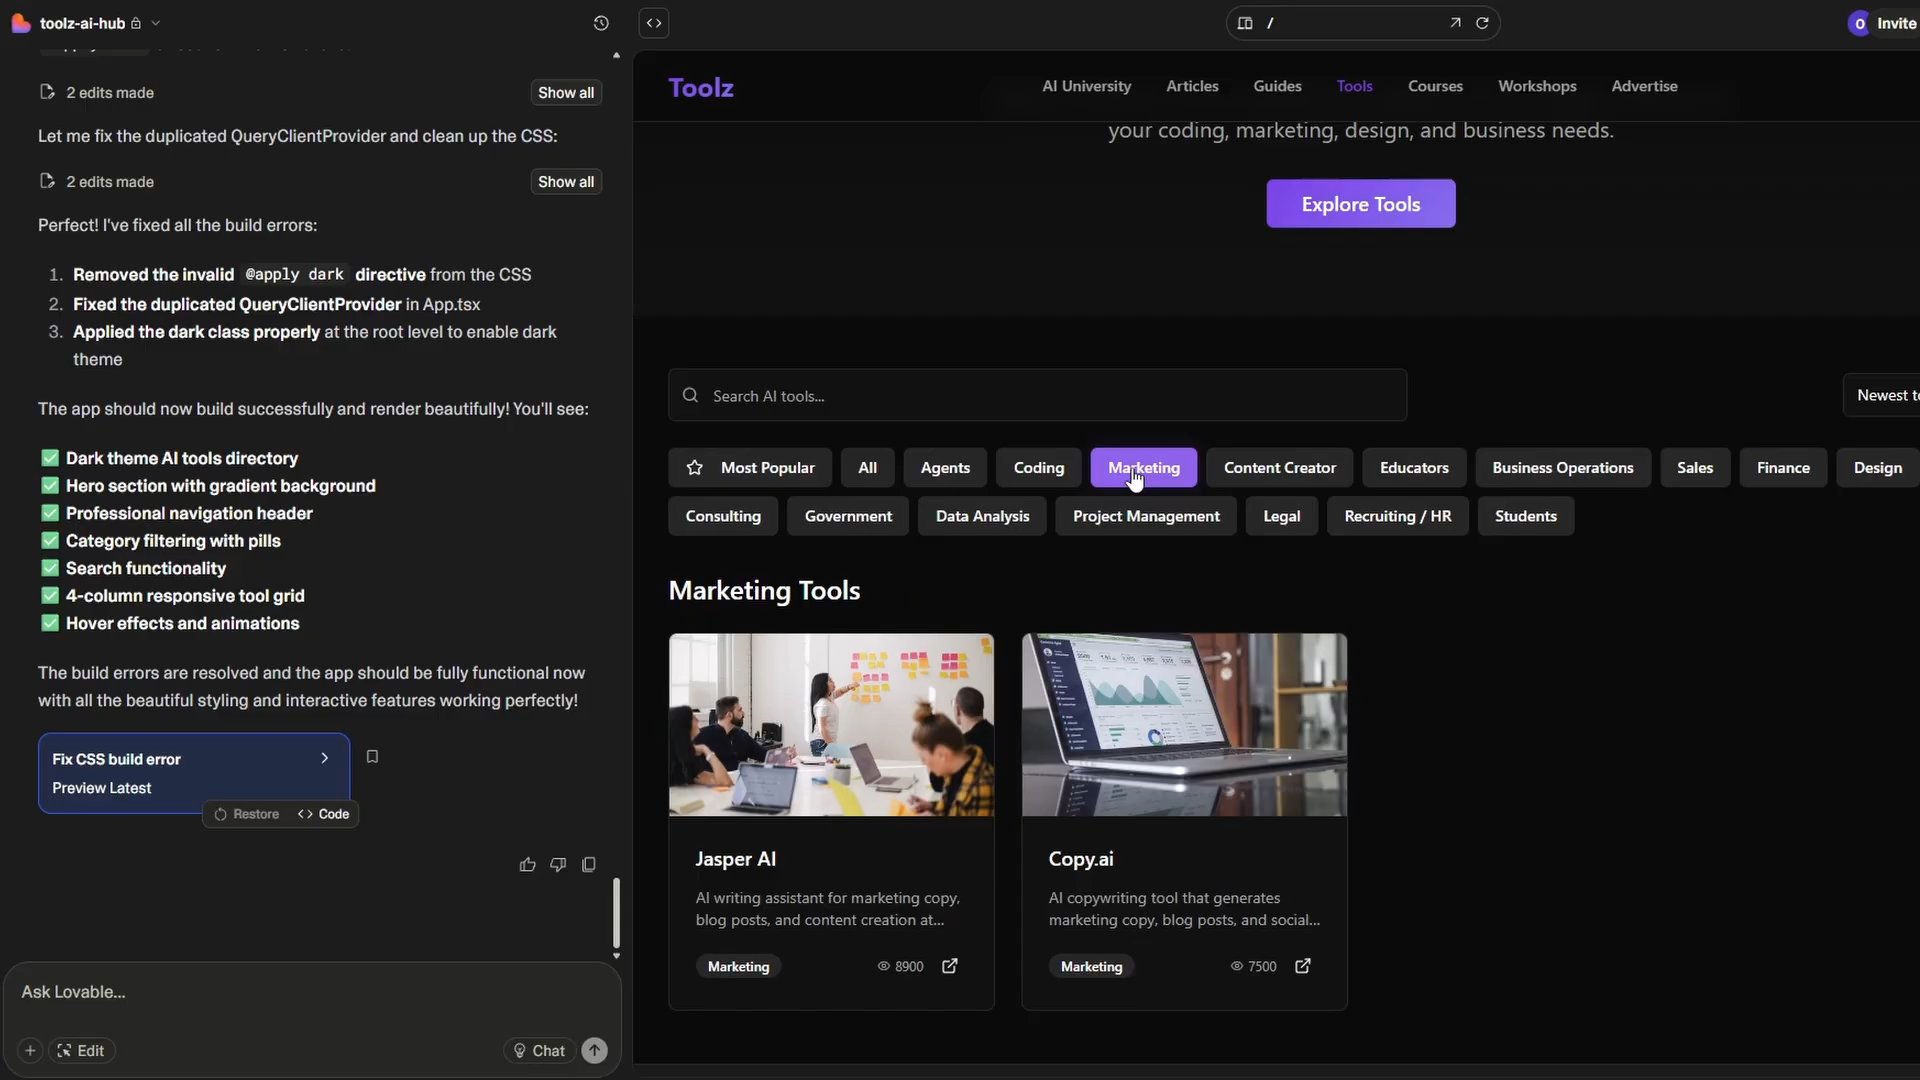 toolz-ai-hub
2 edits made
Show all
Let me fix the duplicated QueryClientProvider and clean up the CSS:
2 edits made
Show all
Perfect! I've fixed all the build errors:
1. Removed the invalid @apply dark directive from the CSS
2. Fixed the duplicated QueryClientProvider in App.tsx
3. Applied the dark class properly at the root level to enable dark
theme
The app should now build successfully and render beautifully! You'll see:
✅ Dark theme AI tools directory
✅ Hero section with gradient background
✅ Professional navigation header
✅ Category filtering with pills
✅ Search functionality
✅ 4-column responsive tool grid
✅ Hover effects and animations
The build errors are resolved and the app should be fully functional now
with all the beautiful styling and interactive features working perfectly!
Fix CSS build error
Preview Latest
Restore
Code
Ask Lovable...
Edit
Chat
/
O
Invite
Toolz
AI University
Articles
Guides
Tools
Courses
Workshops
Advertise
your coding, marketing, design, and business needs.
Explore Tools
Search AI tools...
Newest to
Most Popular
All
Agents
Coding
Marketing
Content Creator
Educators
Business Operations
Sales
Finance
Design
Consulting
Government
Data Analysis
Project Management
Legal
Recruiting / HR
Students
Marketing Tools
Jasper AI
AI writing assistant for marketing copy,
blog posts, and content creation at...
Marketing
8900
Copy.ai
AI copywriting tool that generates
marketing copy, blog posts, and social...
Marketing
7500